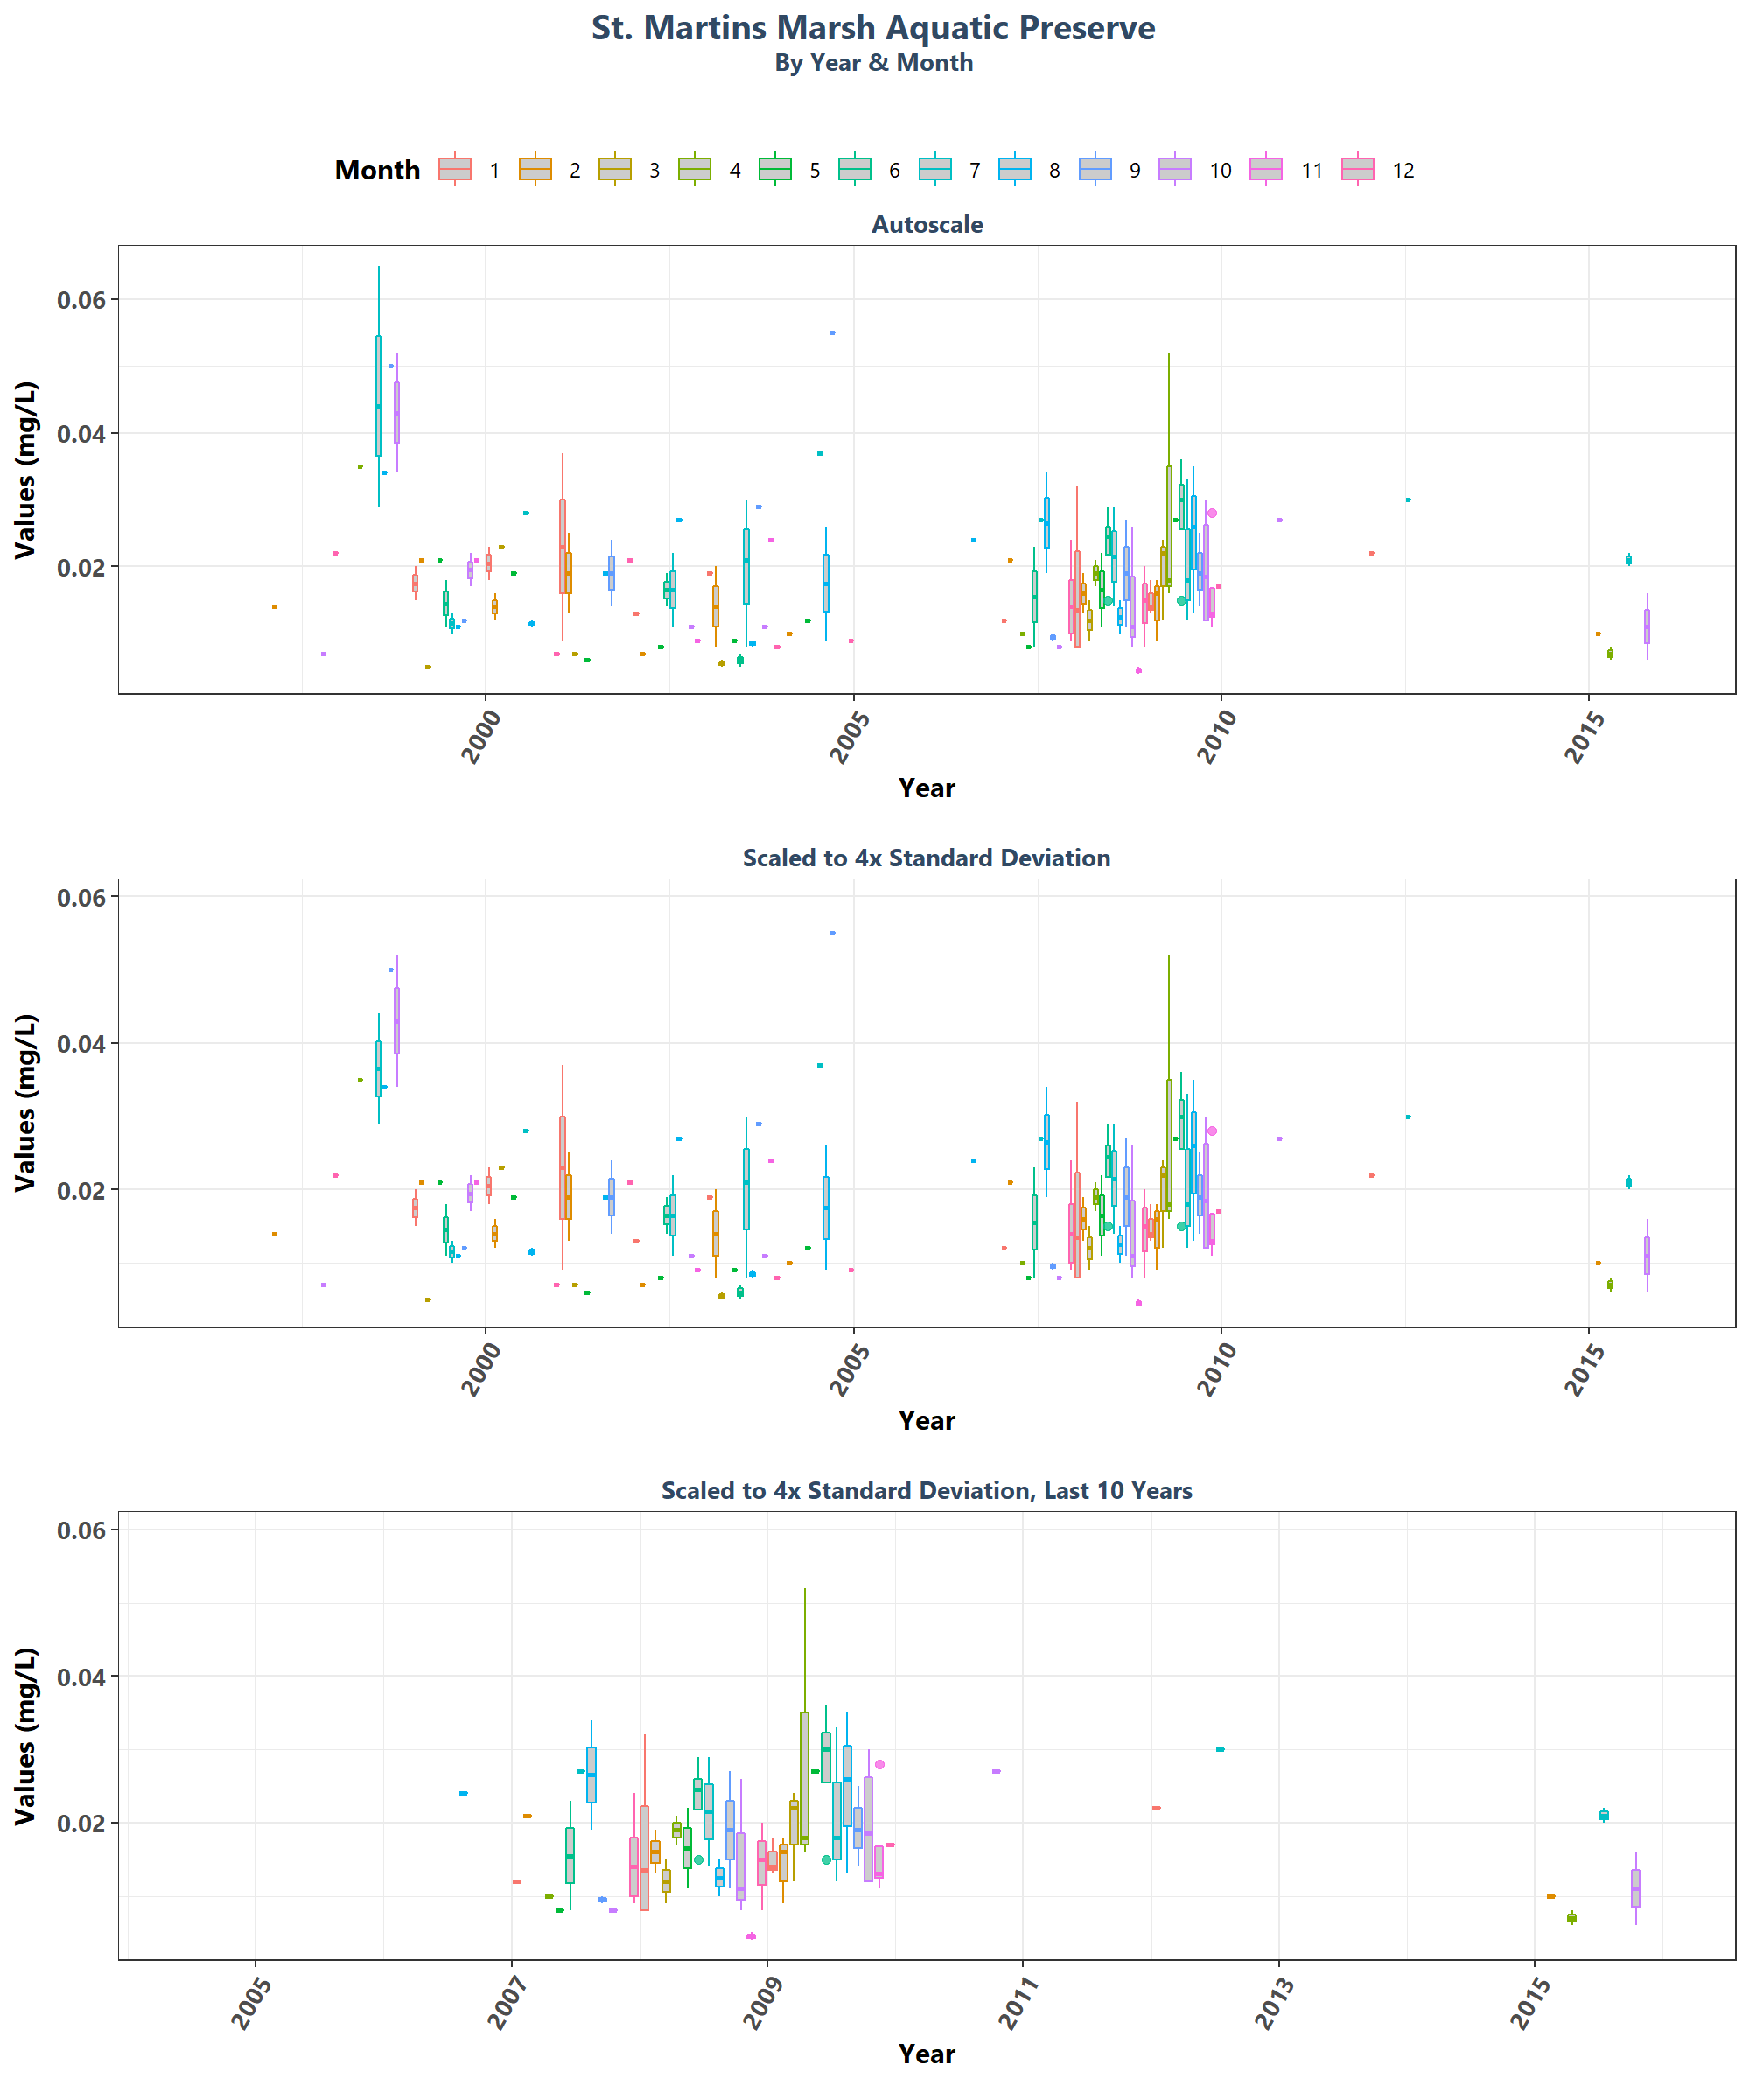 St. Martins Marsh Aquatic Preserve
By Year & Month
Month 1 2 3 4 5 6 7 8 9 10 11 12
Autoscale
Values (mg/L)
0.06
0.04
0.02
2000 2005 2010 2015
Year
Scaled to 4x Standard Deviation
Values (mg/L)
0.06
0.04
0.02
2000 2005 2010 2015
Year
Scaled to 4x Standard Deviation, Last 10 Years
Values (mg/L)
0.06
0.04
0.02
2005 2007 2009 2011 2013 2015
Year